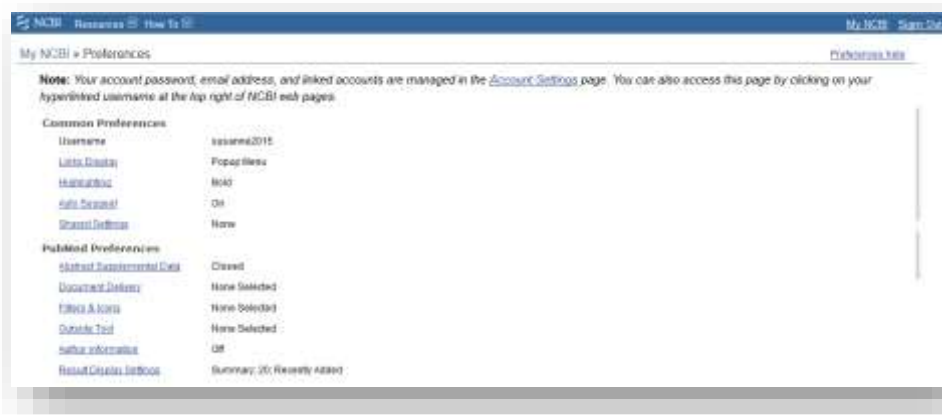 NCBI Resources How To My NCBI Sign Out
My NCBI » Preferences Preferences Help
Note: Your account password, email address, and linked accounts are managed in the Account Settings page. You can also access this page by clicking on your
hyperlinked username at the top right of NCBI web pages.
Common Preferences
Username susanne2015
Links Display Popup Menu
Highlighting Bold
Auto Suggest On
Shared Settings None
PubMed Preferences
Abstract Supplemental Data Closed
Document Delivery None Selected
Filters & Icons None Selected
Outside Tool None Selected
Author Information Off
Result Display Settings Summary; 20; Recently Added